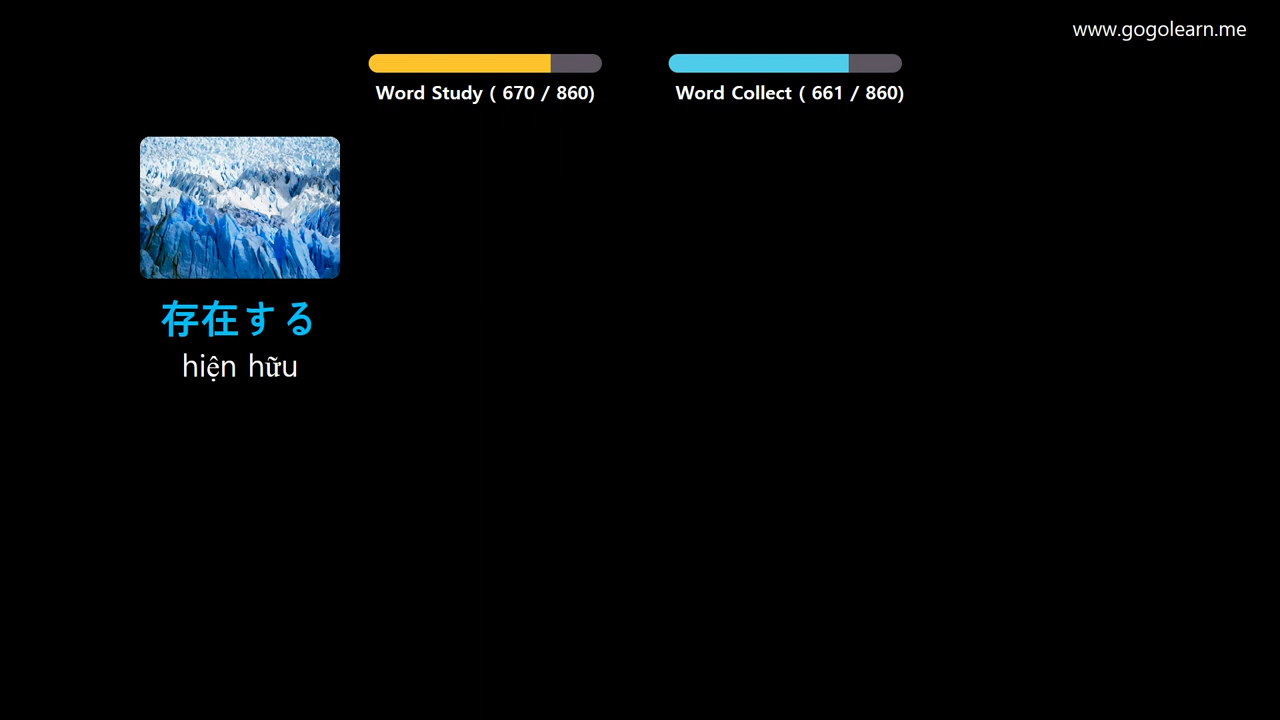 www.gogolearn.me
Word Study ( 670 / 860)
Word Collect ( 661 / 860)
存在する
hiện hữu